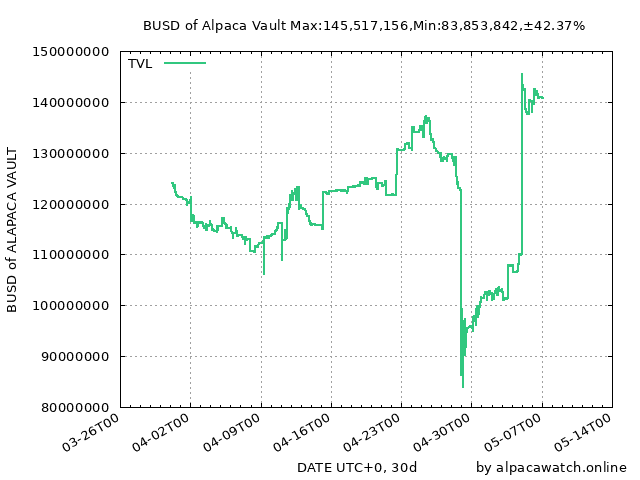 BUSD of Alpaca Vault Max:145,517,156,Min:83,853,842,±42.37%
150000000
TVL
140000000
130000000
120000000
110000000
100000000
90000000
80000000
BUSD of ALAPACA VAULT
03-26T00
04-02T00
04-09T00
04-16T00
04-23T00
04-30T00
05-07T00
05-14T00
DATE UTC+0, 30d
by alpacawatch.online